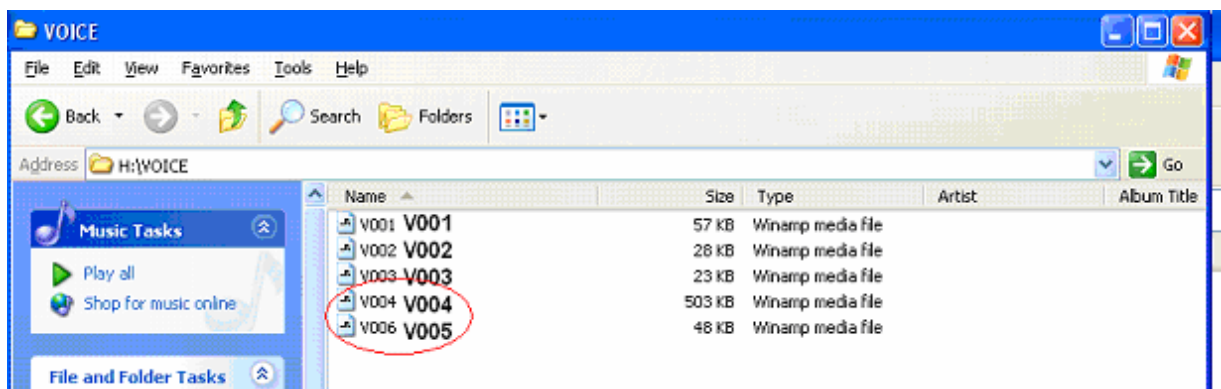 VOICE
File Edit View Favorites Tools Help
Back Search Folders
Address H:\VOICE Go
Name Size Type Artist Album Title
Music Tasks
V001 V001 57 KB Winamp media file
V002 V002 28 KB Winamp media file
Play all
V003 V003 23 KB Winamp media file
Shop for music online
V004 V004 503 KB Winamp media file
V006 V005 48 KB Winamp media file
File and Folder Tasks